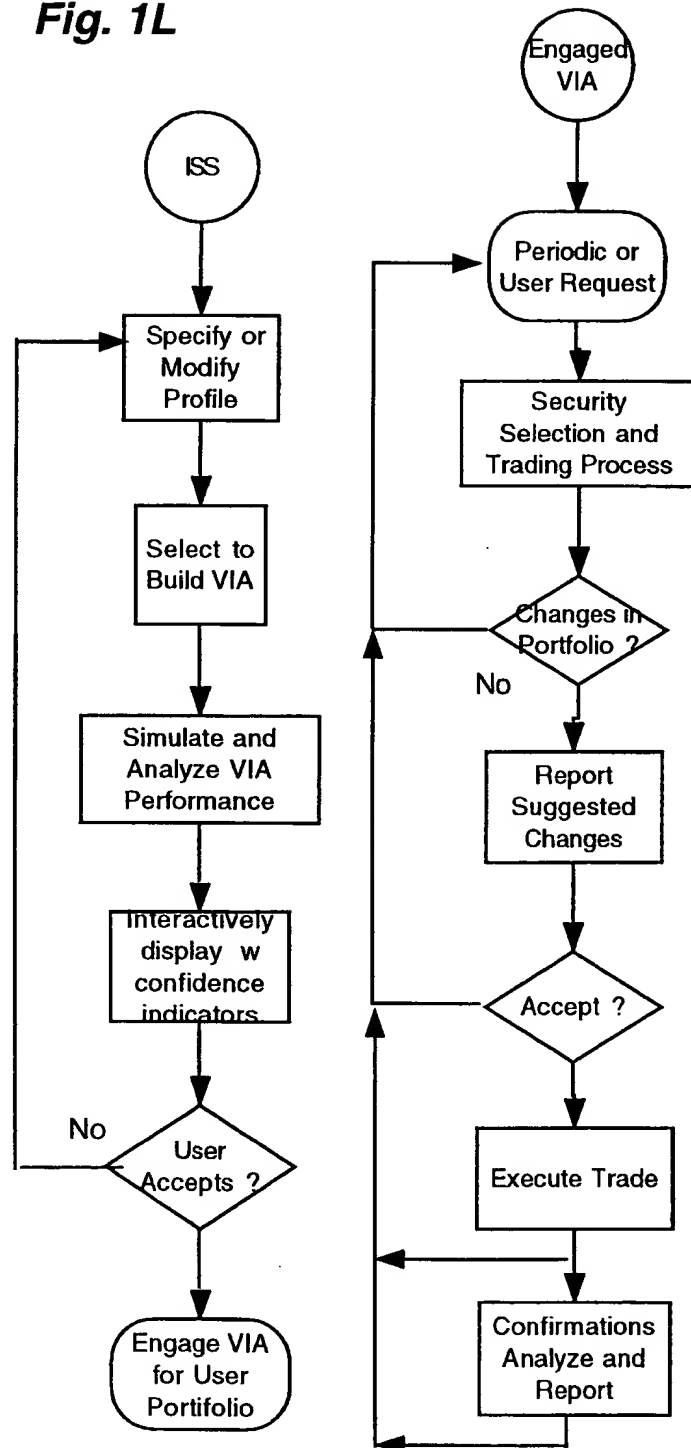 Fig. 1L
ISS
Specify or
Modify
Profile
Select to
Build VIA
Simulate and
Analyze VIA
Performance
Interactively
display w
confidence
indicators
No
User
Accepts ?
Engage VIA
for User
Portifolio
Engaged
VIA
Periodic or
User Request
Security
Selection and
Trading Process
Changes in
Portfolio ?
No
Report
Suggested
Changes
Accept ?
Execute Trade
Confirmations
Analyze and
Report